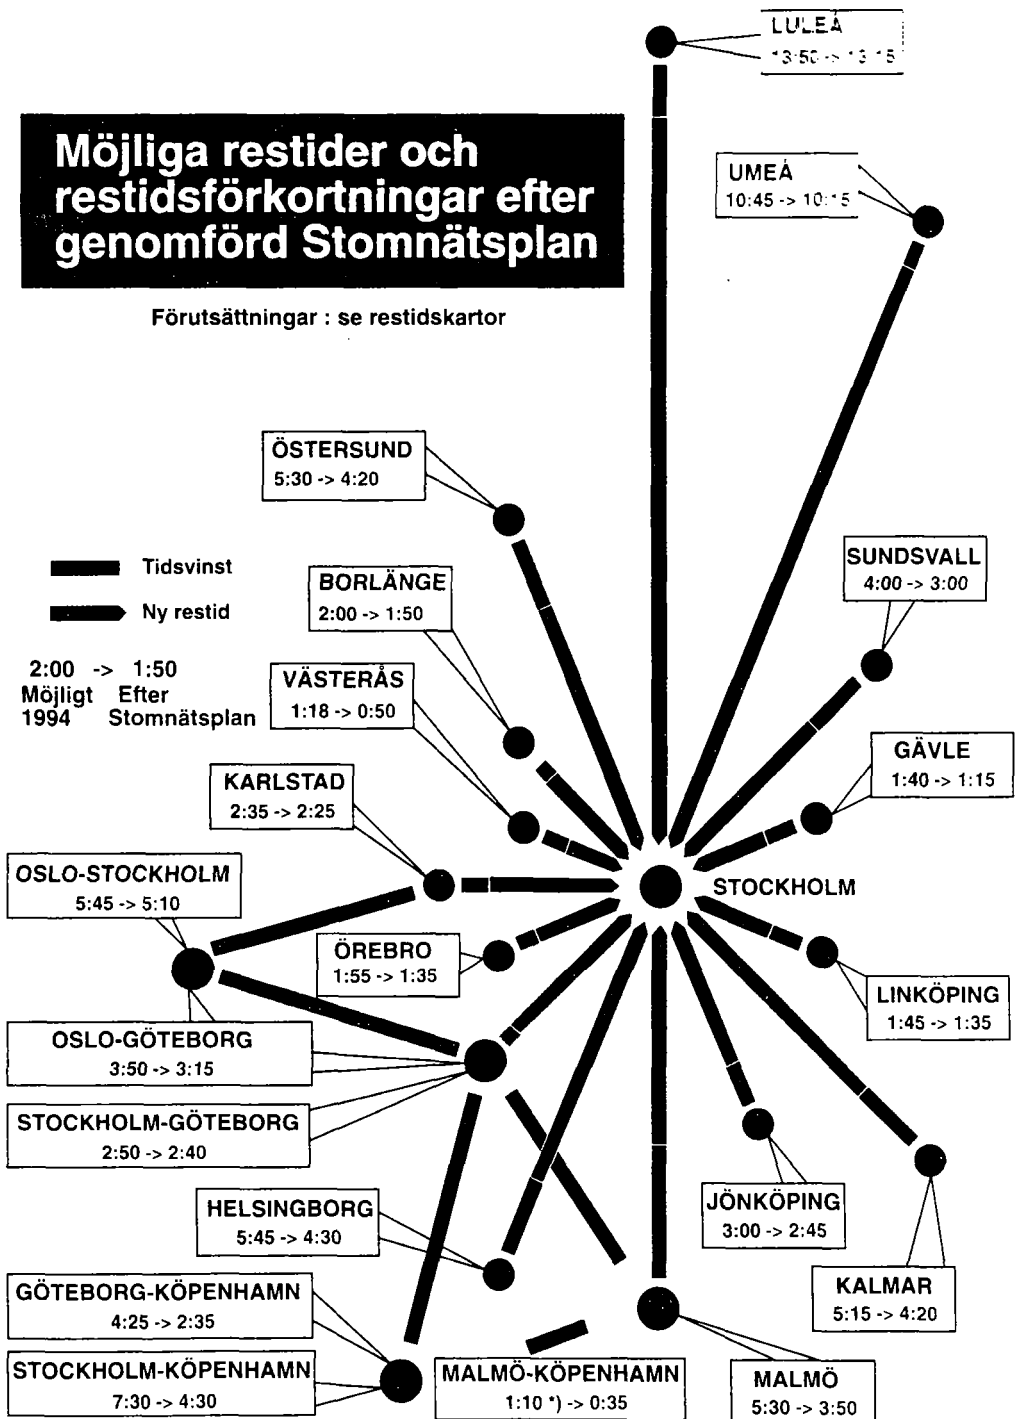 LULEÅ
13:50 -> 13:15
Möjliga restider och
restidsförkortningar efter
genomförd Stomnätsplan
UMEÅ
10:45 -> 10:15
Förutsättningar : se restidskartor
ÖSTERSUND
5:30 -> 4:20
SUNDSVALL
4:00 -> 3:00
Tidsvinst
BORLÄNGE
2:00 -> 1:50
Ny restid
2:00 -> 1:50
Möjligt Efter
1994 Stomnätsplan
VÄSTERÅS
1:18 -> 0:50
GÄVLE
1:40 -> 1:15
KARLSTAD
2:35 -> 2:25
OSLO-STOCKHOLM
5:45 -> 5:10
STOCKHOLM
ÖREBRO
1:55 -> 1:35
LINKÖPING
1:45 -> 1:35
OSLO-GÖTEBORG
3:50 -> 3:15
STOCKHOLM-GÖTEBORG
2:50 -> 2:40
HELSINGBORG
5:45 -> 4:30
JÖNKÖPING
3:00 -> 2:45
KALMAR
5:15 -> 4:20
GÖTEBORG-KÖPENHAMN
4:25 -> 2:35
STOCKHOLM-KÖPENHAMN
7:30 -> 4:30
MALMÖ-KÖPENHAMN
1:10 *) -> 0:35
MALMÖ
5:30 -> 3:50